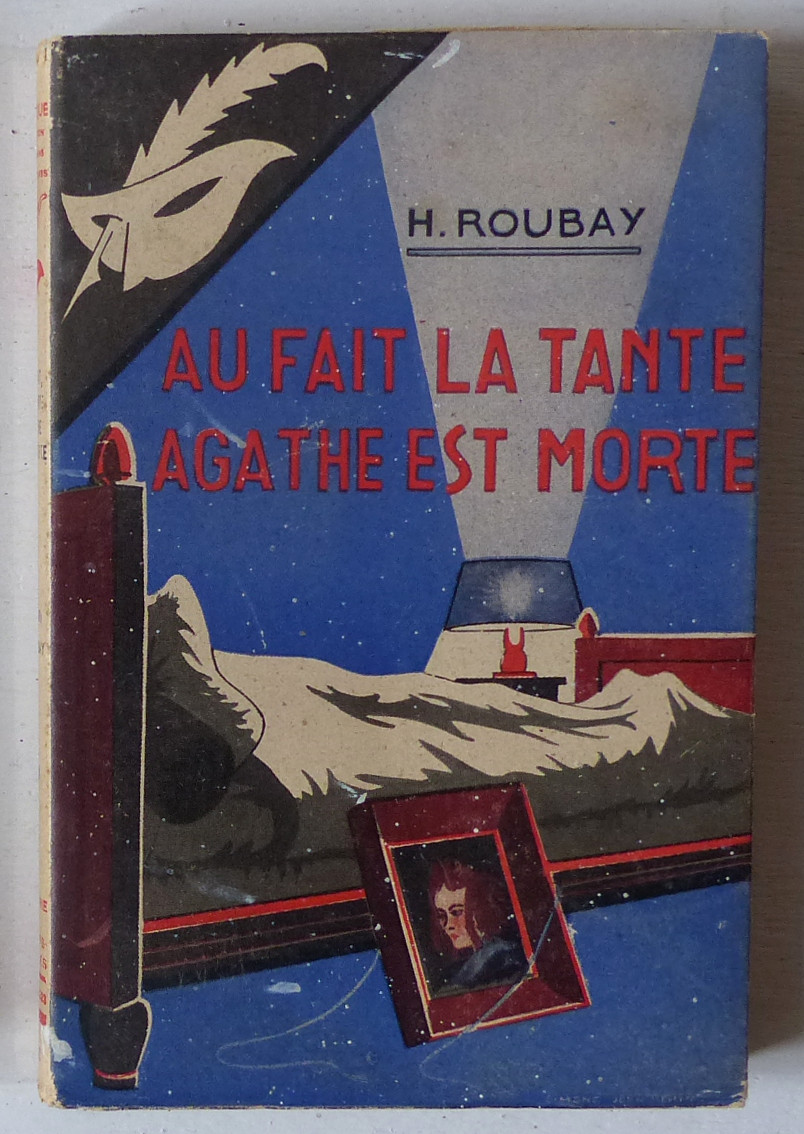 H. ROUBAY
AU FAIT LA TANTE
AGATHE EST MORTE